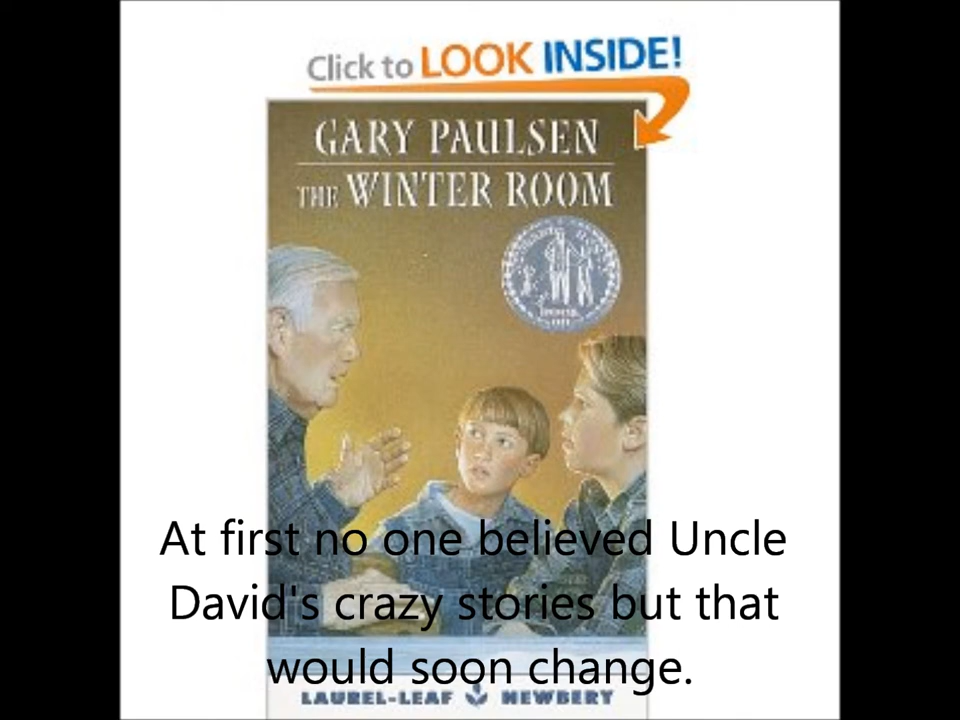 Click to LOOK INSIDE!
GARY PAULSEN
THE WINTER ROOM
At first no one believed Uncle
David's crazy stories but that
would soon change.
LAUREL-LEAF NEWBERY